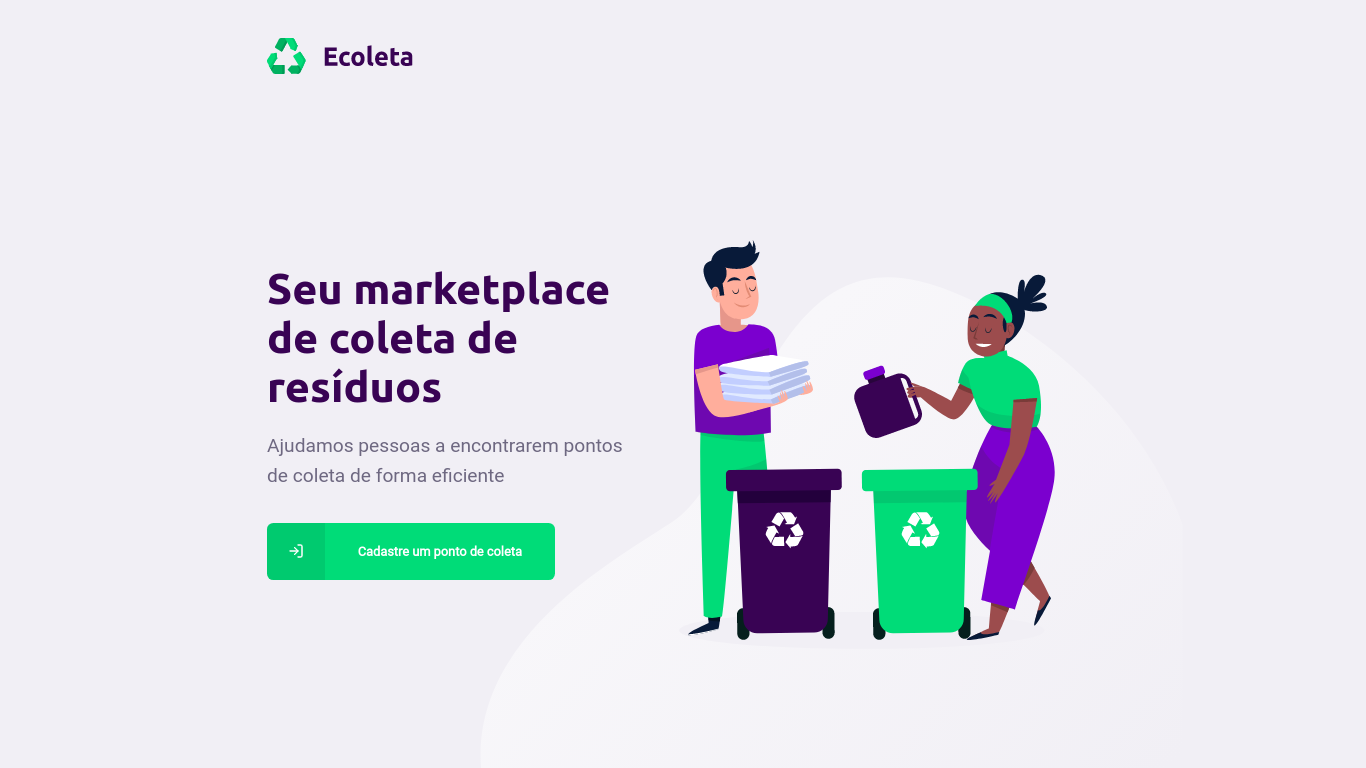 Ecoleta
Seu marketplace
de coleta de
resíduos
Ajudamos pessoas a encontrarem pontos
de coleta de forma eficiente
Cadastre um ponto de coleta